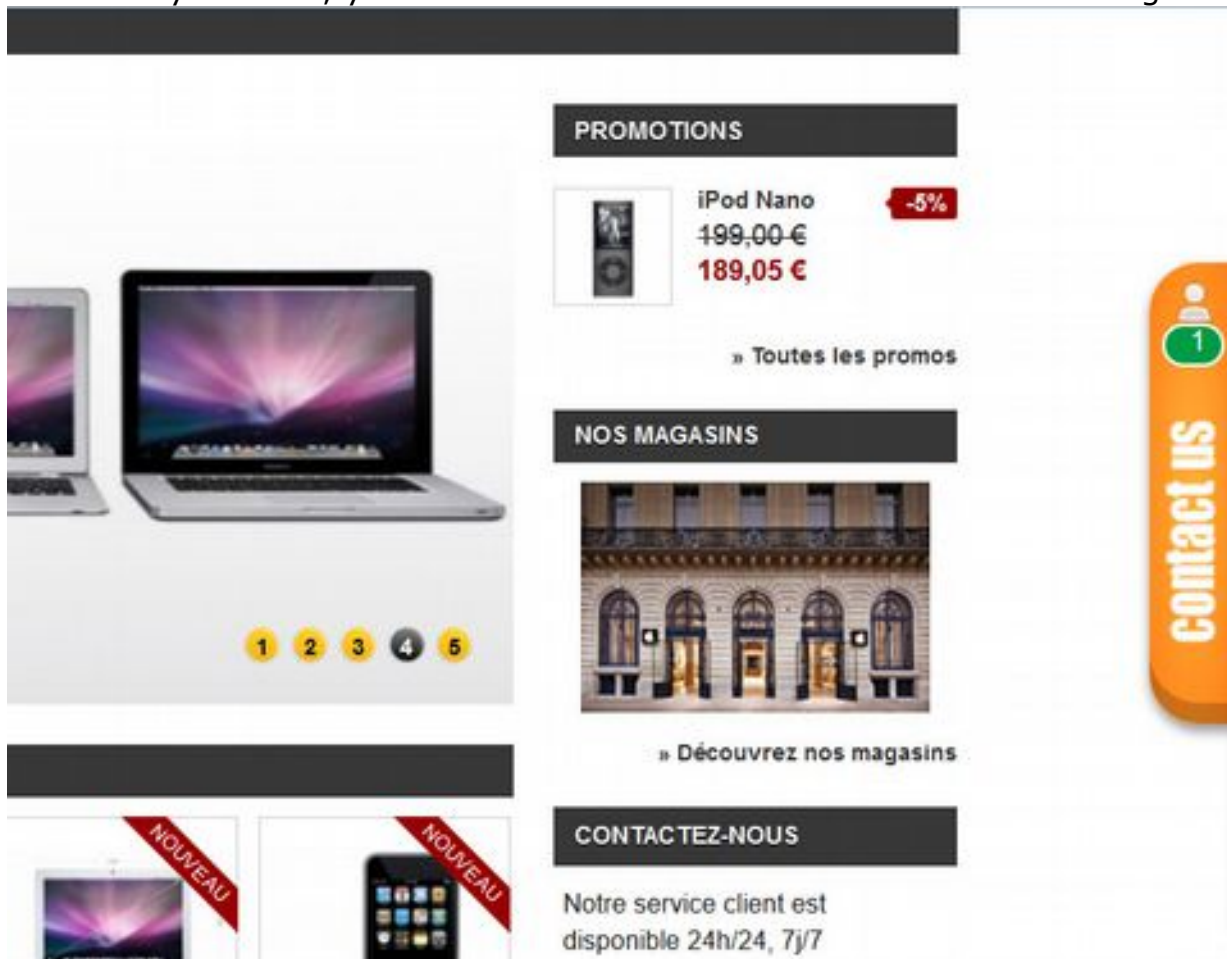 PROMOTIONS
iPod Nano
-5%
199,00 €
189,05 €
» Toutes les promos
NOS MAGASINS
1
contact us
1 2 3 4 5
» Découvrez nos magasins
NOUVEAU
NOUVEAU
CONTACTEZ-NOUS
Notre service client est
disponible 24h/24, 7j/7